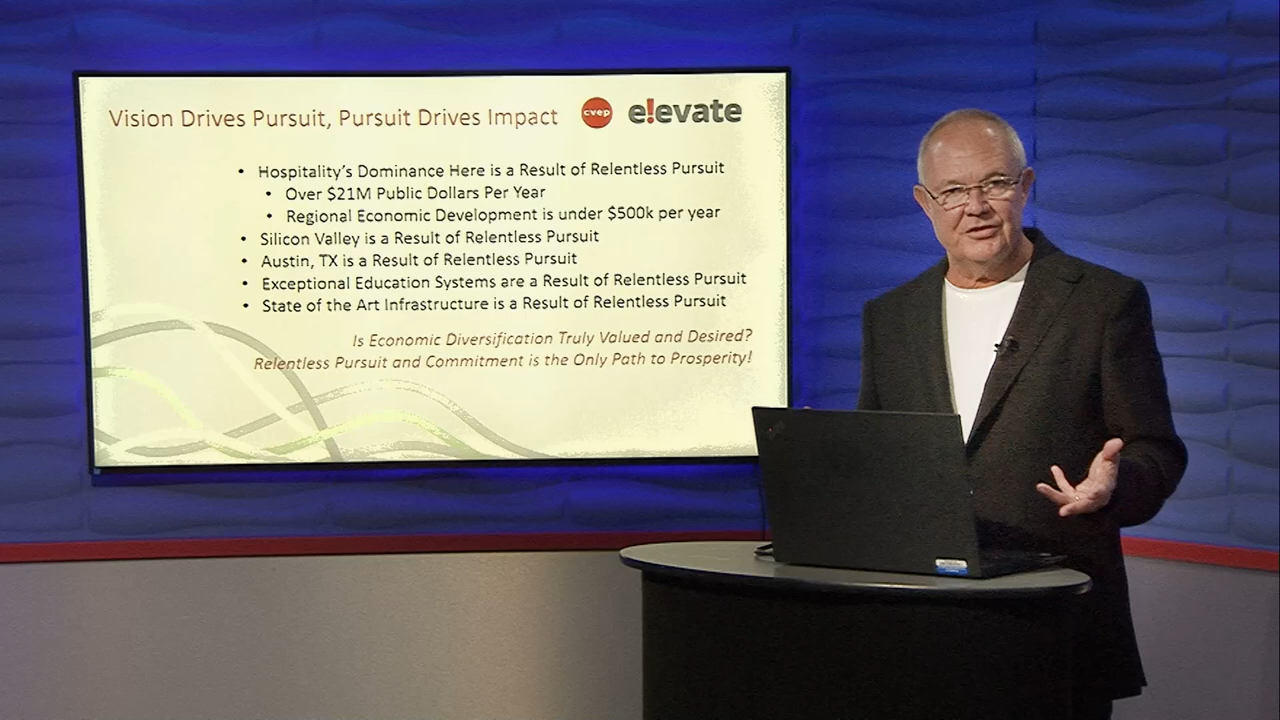 Vision Drives Pursuit, Pursuit Drives Impact
cvep
e!evate
• Hospitality's Dominance Here is a Result of Relentless Pursuit
• Over $21M Public Dollars Per Year
• Regional Economic Development is under $500k per year
• Silicon Valley is a Result of Relentless Pursuit
• Austin, TX is a Result of Relentless Pursuit
• Exceptional Education Systems are a Result of Relentless Pursuit
• State of the Art Infrastructure is a Result of Relentless Pursuit
Is Economic Diversification Truly Valued and Desired?
Relentless Pursuit and Commitment is the Only Path to Prosperity!